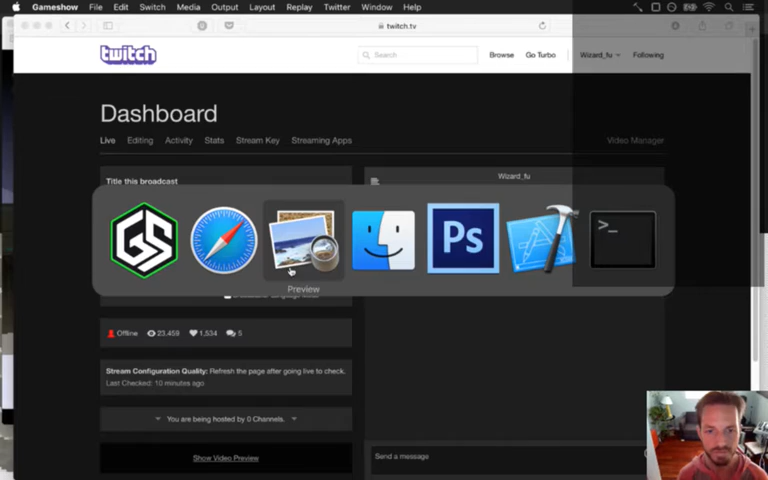 Gameshow File Edit Switch Media Output Layout Replay Twitter Window Help
twitch.tv
twitch Search Browse Go Turbo Wizard_fu Following
Dashboard
Live Editing Activity Stats Stream Key Streaming Apps Video Manager
Title this broadcast
Wizard_fu
GS
Ps
>_
Preview
Offline 23,459 1,534 5
Stream Configuration Quality: Refresh the page after going live to check.
Last Checked: 10 minutes ago
You are being hosted by 0 Channels.
Show Video Preview
Send a message